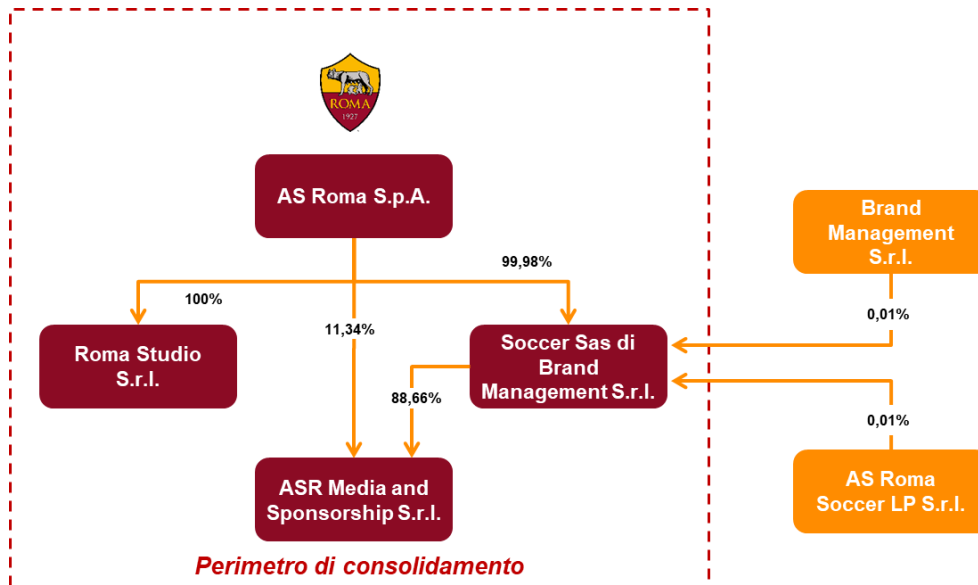 ROMA
1927
AS Roma S.p.A.
Brand
Management
S.r.l.
99,98%
100%
0,01%
11,34%
Roma Studio
S.r.l.
Soccer Sas di
Brand
Management S.r.l.
88,66%
0,01%
ASR Media and
Sponsorship S.r.l.
AS Roma
Soccer LP S.r.l.
Perimetro di consolidamento